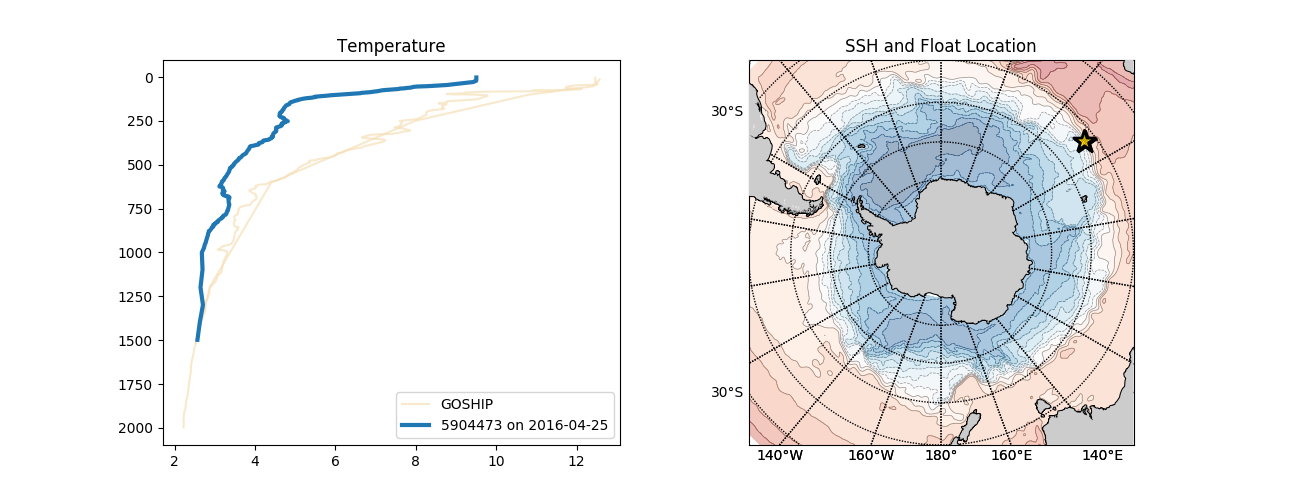 Temperature
0
250
500
750
1000
1250
1500
1750
2000
2
4
6
8
10
12
GOSHIP
5904473 on 2016-04-25
SSH and Float Location
30°S
30°S
140°W
160°W
180°
160°E
140°E